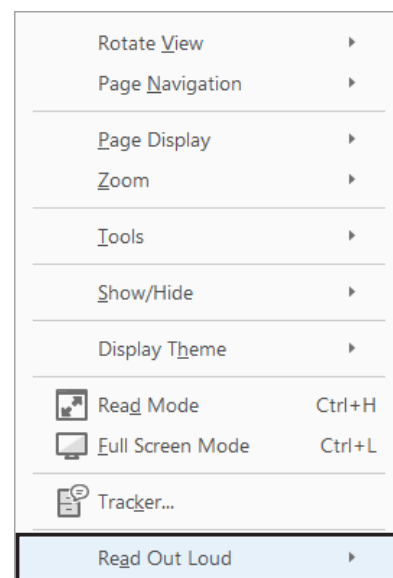 Rotate View
Page Navigation
Page Display
Zoom
Tools
Show/Hide
Display Theme
Read Mode Ctrl+H
Full Screen Mode Ctrl+L
Tracker...
Read Out Loud